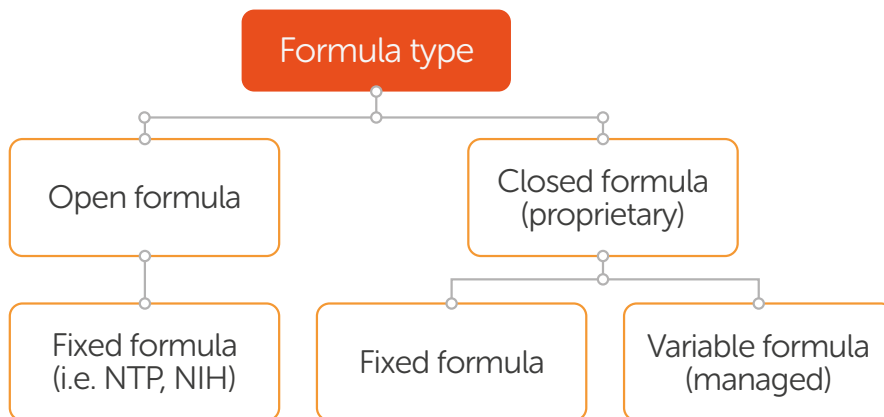 Formula type
Open formula
Closed formula
(proprietary)
Fixed formula
(i.e. NTP, NIH)
Fixed formula
Variable formula
(managed)